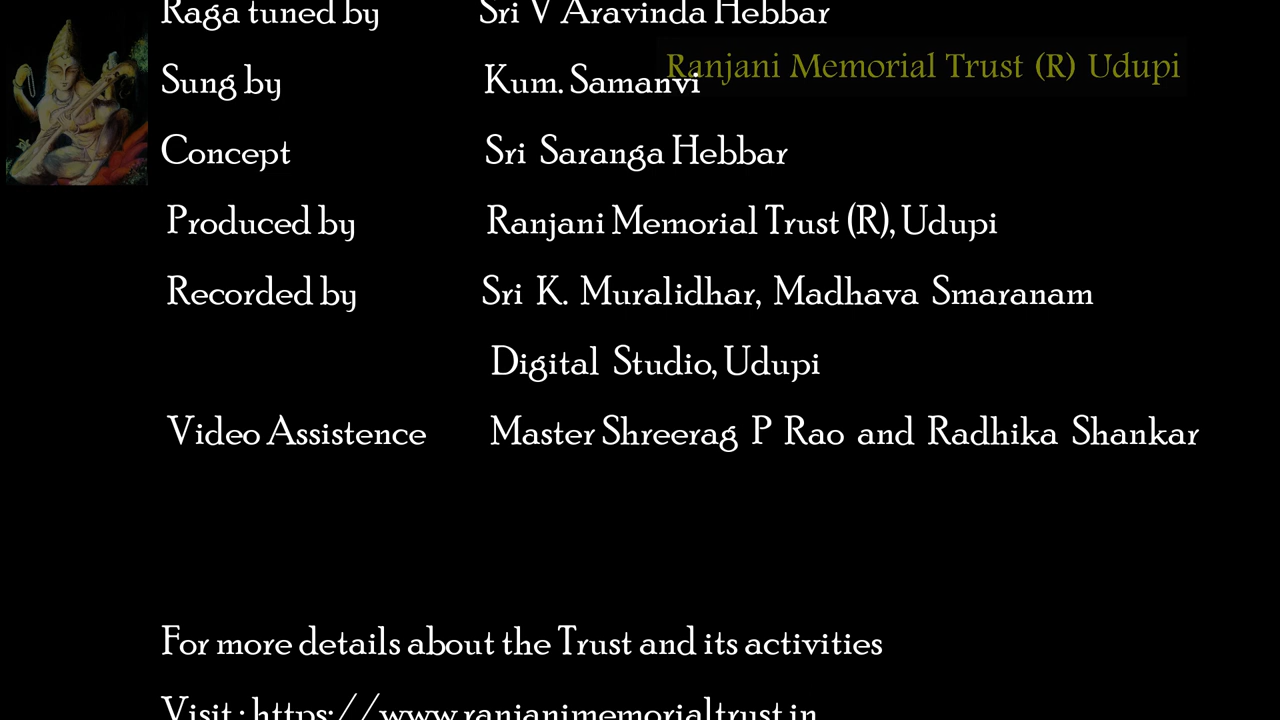 Raga tuned by Sri V Aravinda Hebbar
Ranjani Memorial Trust (R) Udupi
Sung by Kum. Samanvi
Concept Sri Saranga Hebbar
Produced by Ranjani Memorial Trust (R), Udupi
Recorded by Sri K. Muralidhar, Madhava Smaranam
Digital Studio, Udupi
Video Assistence Master Shreerag P Rao and Radhika Shankar
For more details about the Trust and its activities
Visit : https://www.ranjanimemorialtrust.in